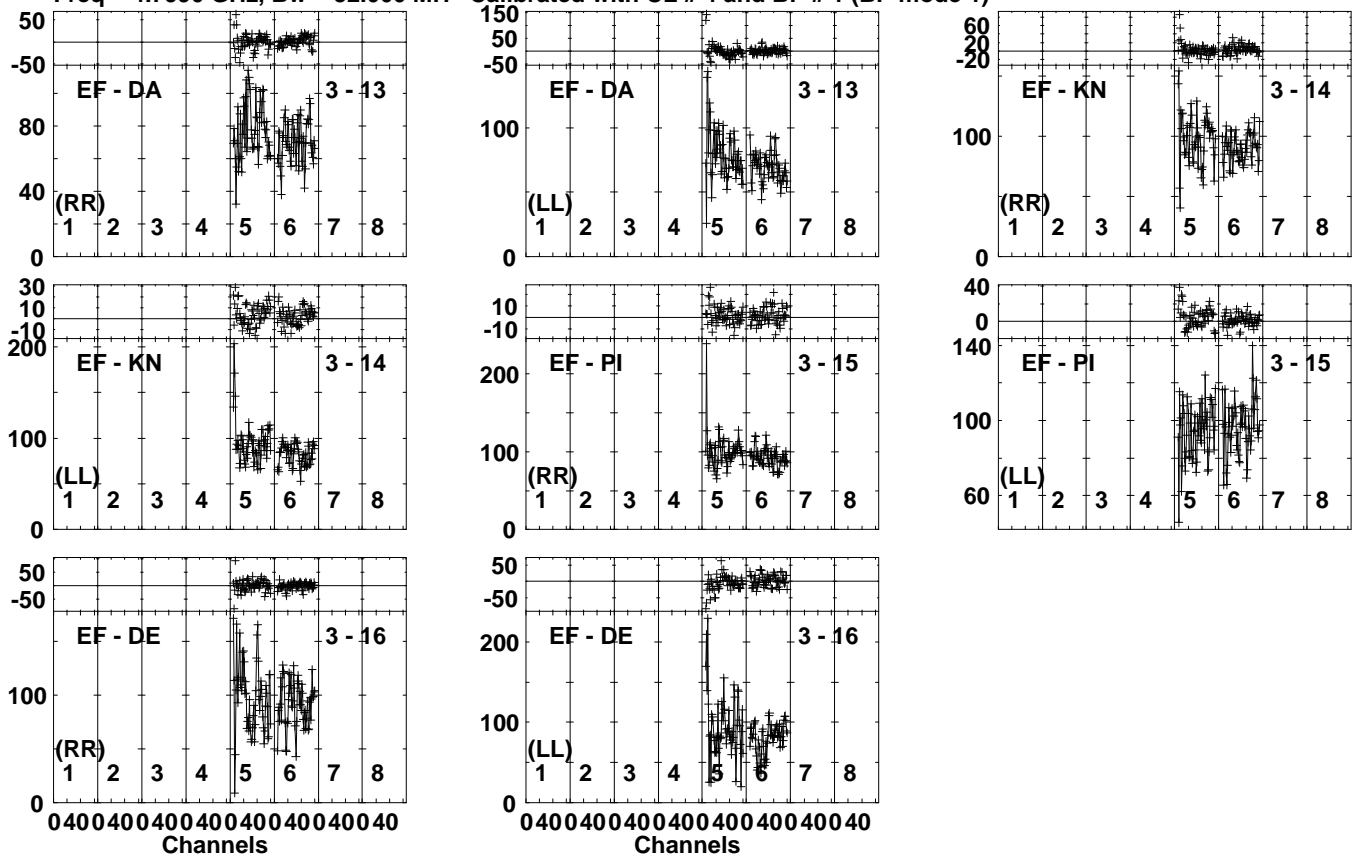 50
-50
EF - DA
3 - 13
80
40
0
(RR)
1 2 3 4 5 6 7 8
150
50
-50
EF - DA
3 - 13
100
0
(LL)
1 2 3 4 5 6 7 8
60
20
-20
EF - KN
3 - 14
100
0
(RR)
1 2 3 4 5 6 7 8
30
10
-10
EF - KN
3 - 14
200
100
0
(LL)
1 2 3 4 5 6 7 8
10
-10
EF - PI
3 - 15
200
100
0
(RR)
1 2 3 4 5 6 7 8
40
0
EF - PI
3 - 15
140
100
60
(LL)
1 2 3 4 5 6 7 8
50
-50
EF - DE
3 - 16
100
0
(RR)
1 2 3 4 5 6 7 8
0 40 0 40 0 40 0 40 0 40 0 40 0 40 0 40
Channels
50
-50
EF - DE
3 - 16
200
100
0
(LL)
1 2 3 4 5 6 7 8
0 40 0 40 0 40 0 40 0 40 0 40 0 40 0 40
Channels